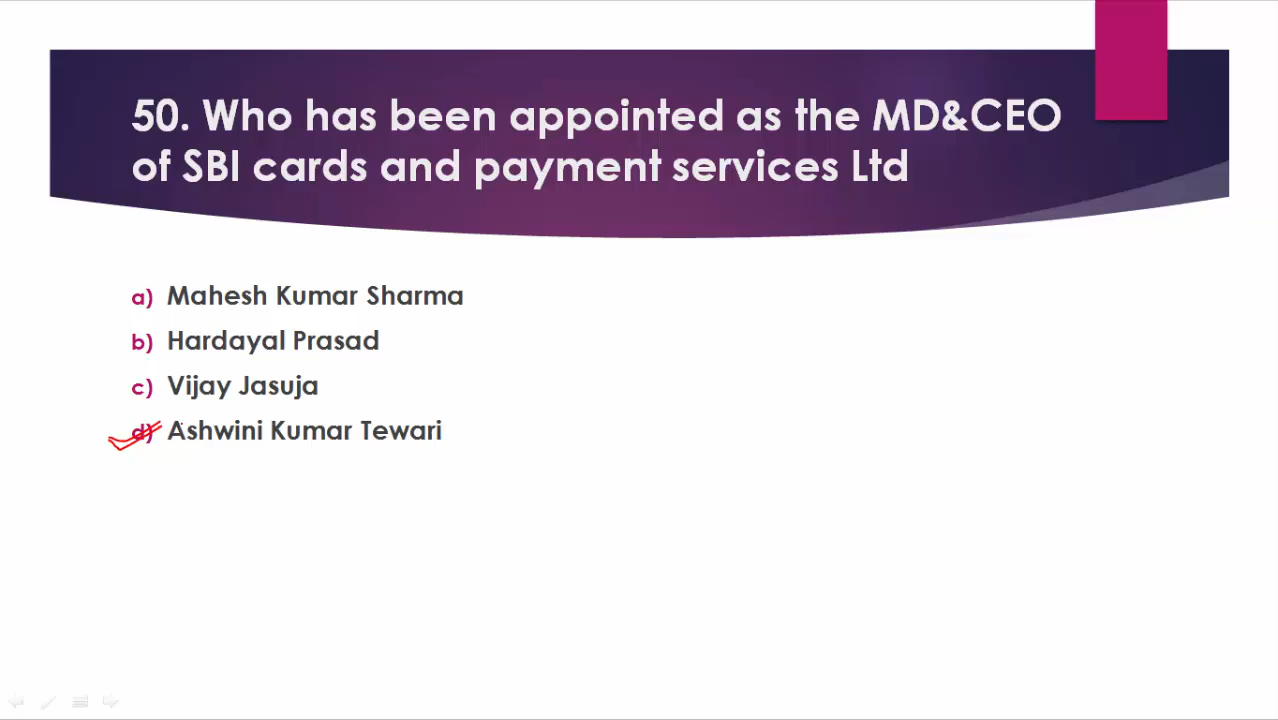 50. Who has been appointed as the MD&CEO
of SBI cards and payment services Ltd
a) Mahesh Kumar Sharma
b) Hardayal Prasad
c) Vijay Jasuja
d) Ashwini Kumar Tewari